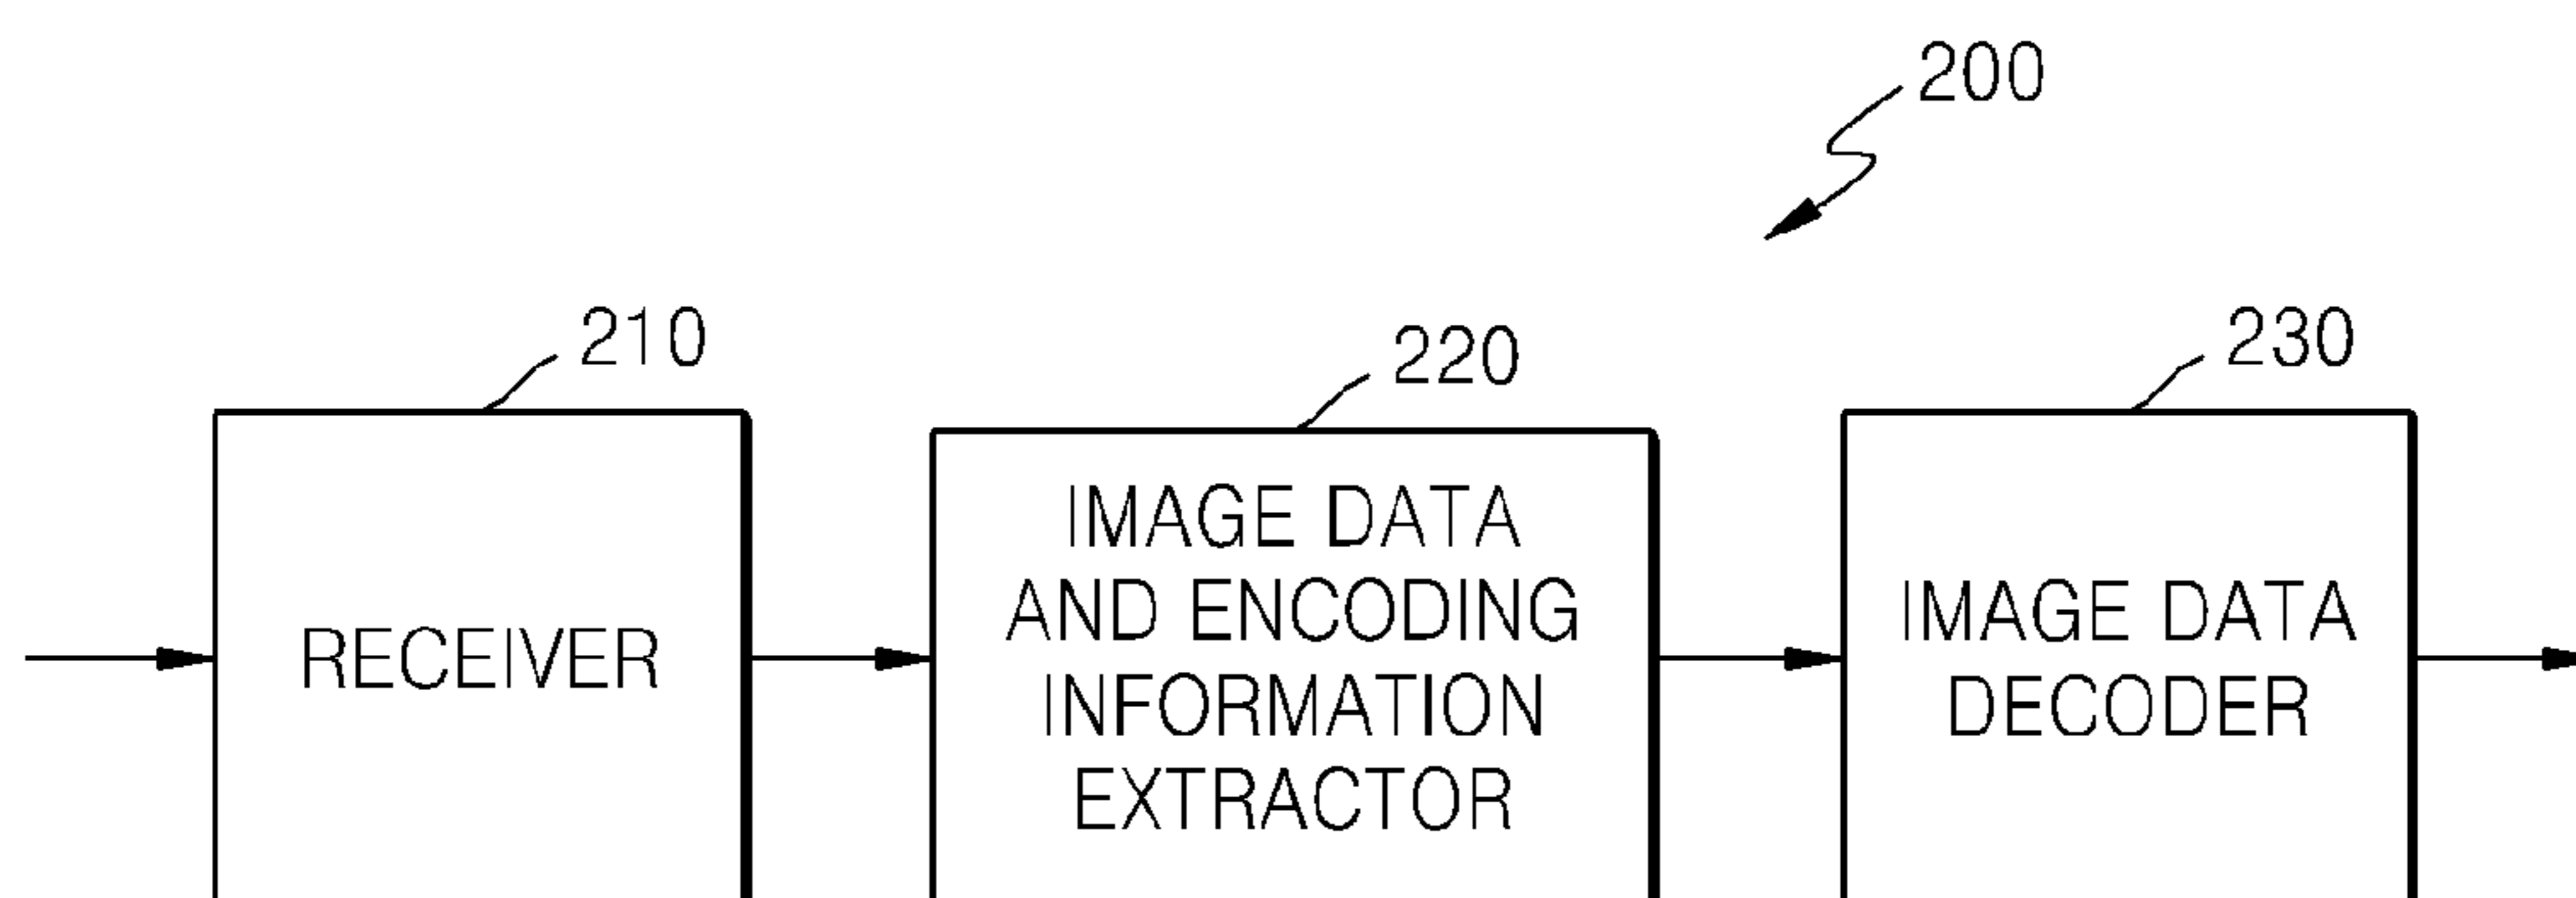 200
210
220
230
RECEIVER
IMAGE DATA
AND ENCODING
INFORMATION
EXTRACTOR
IMAGE DATA
DECODER